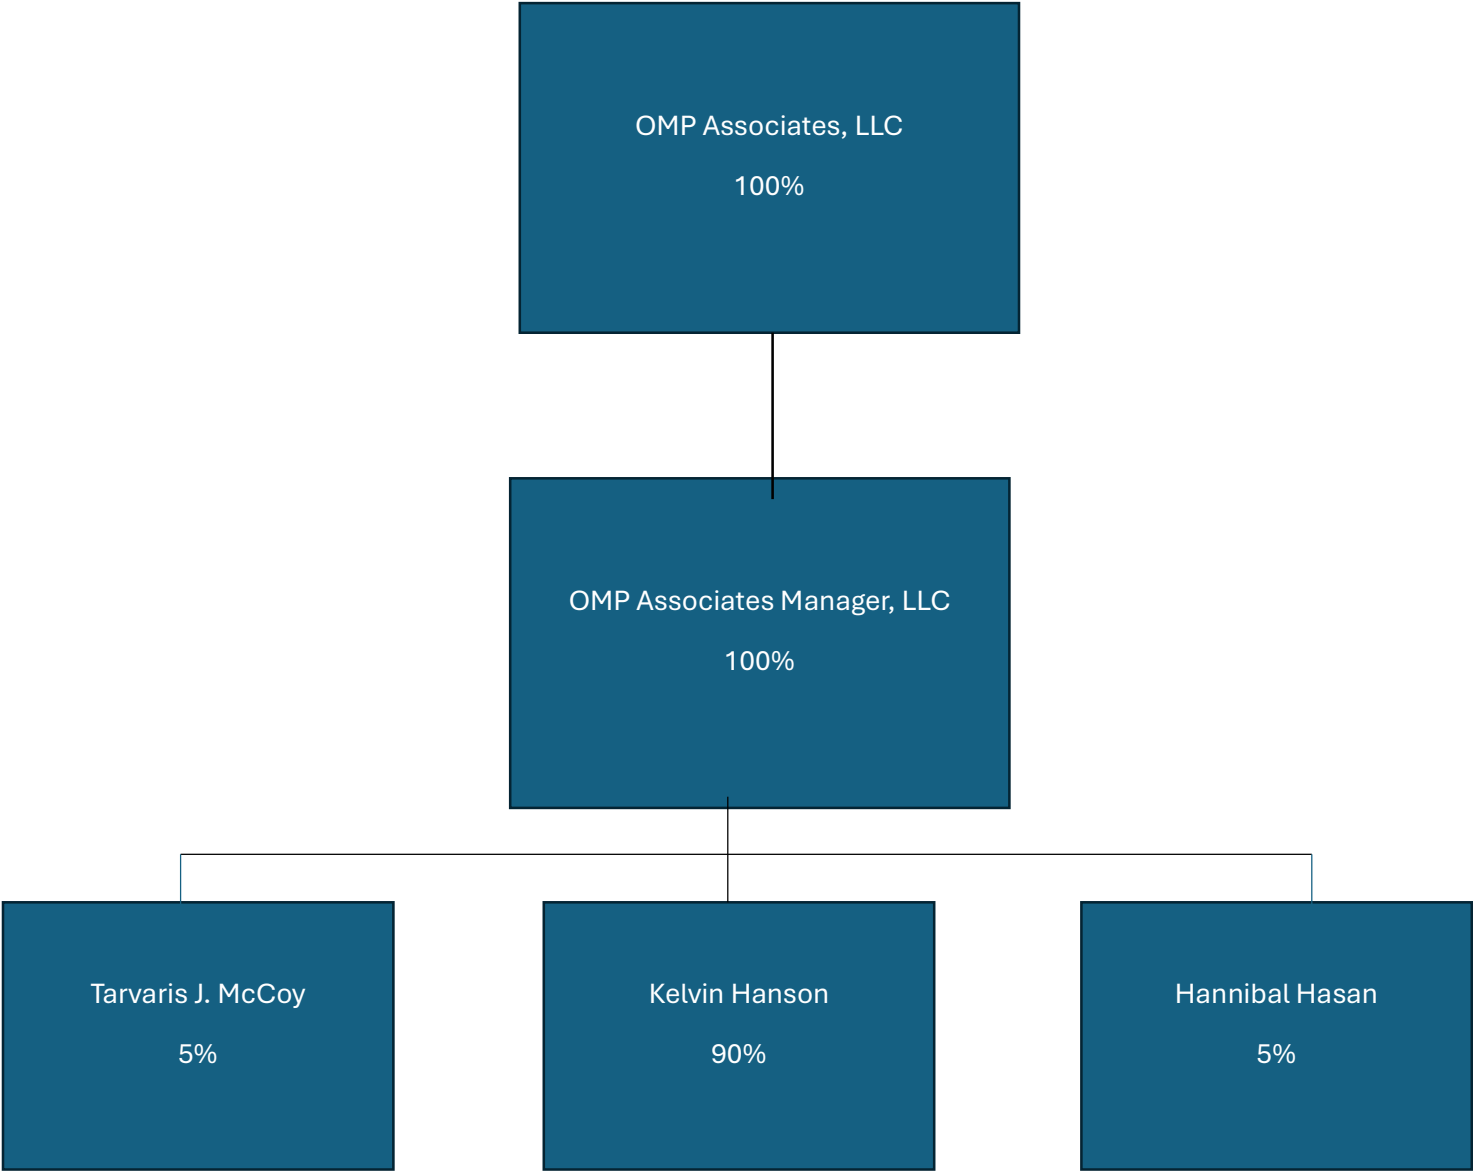 OMP Associates, LLC
100%
OMP Associates Manager, LLC
100%
Tarvaris J. McCoy
5%
Kelvin Hanson
90%
Hannibal Hasan
5%